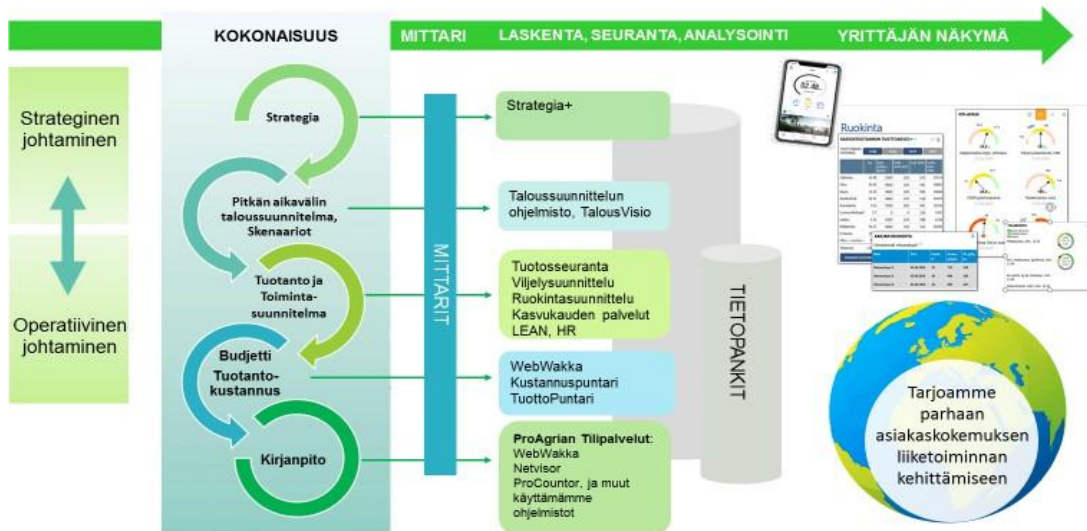 KOKONAISUUS
MITTARI
LASKENTA, SEURANTA, ANALYSOINTI
YRITTÄJÄN NÄKYMÄ
Strateginen
johtaminen
Operatiivinen
johtaminen
Strategia
Pitkän aikavälin
taloussuunnitelma,
Skenaariot
Tuotanto ja
Toiminta-
suunnitelma
Budjetti
Tuotanto-
kustannus
Kirjanpito
MITTARIT
Strategia+
Taloussuunnittelun
ohjelmisto, TalousVisio
Tuotosseuranta
Viljelysuunnittelu
Ruokintasuunnittelu
Kasvukauden palvelut
LEAN, HR
WebWakka
Kustannuspuntari
TuottoPuntari
ProAgrian Tilipalvelut:
WebWakka
Netvisor
ProCountor, ja muut
käyttämämme
ohjelmistot
TIETOPANKIT
Ruokinta
Tarjoamme
parhaan
asiakaskokemuksen
liiketoiminnan
kehittämiseen